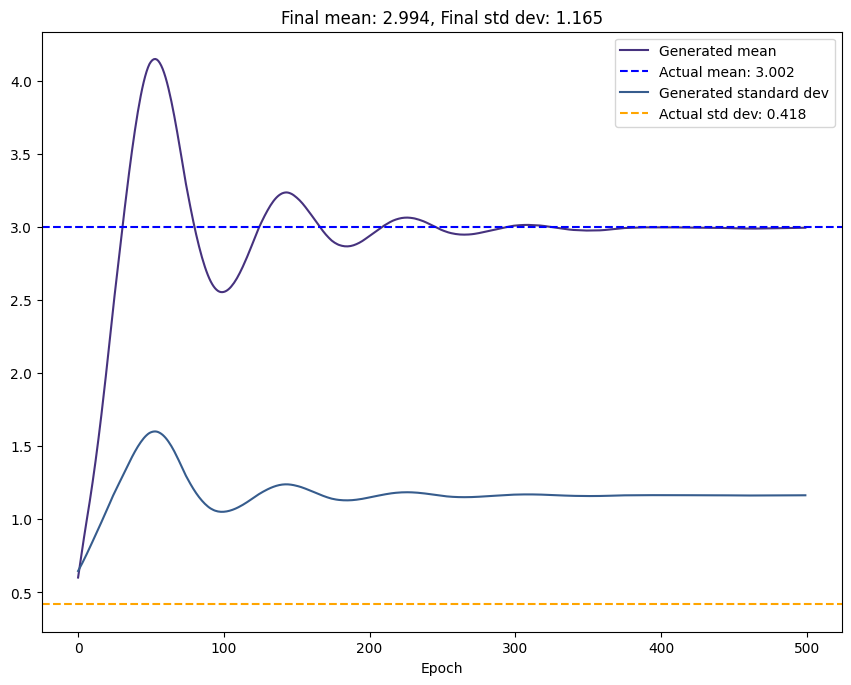 Final mean: 2.994, Final std dev: 1.165
Generated mean
Actual mean: 3.002
Generated standard dev
Actual std dev: 0.418
4.0
3.5
3.0
2.5
2.0
1.5
1.0
0.5
0 100 200 300 400 500
Epoch